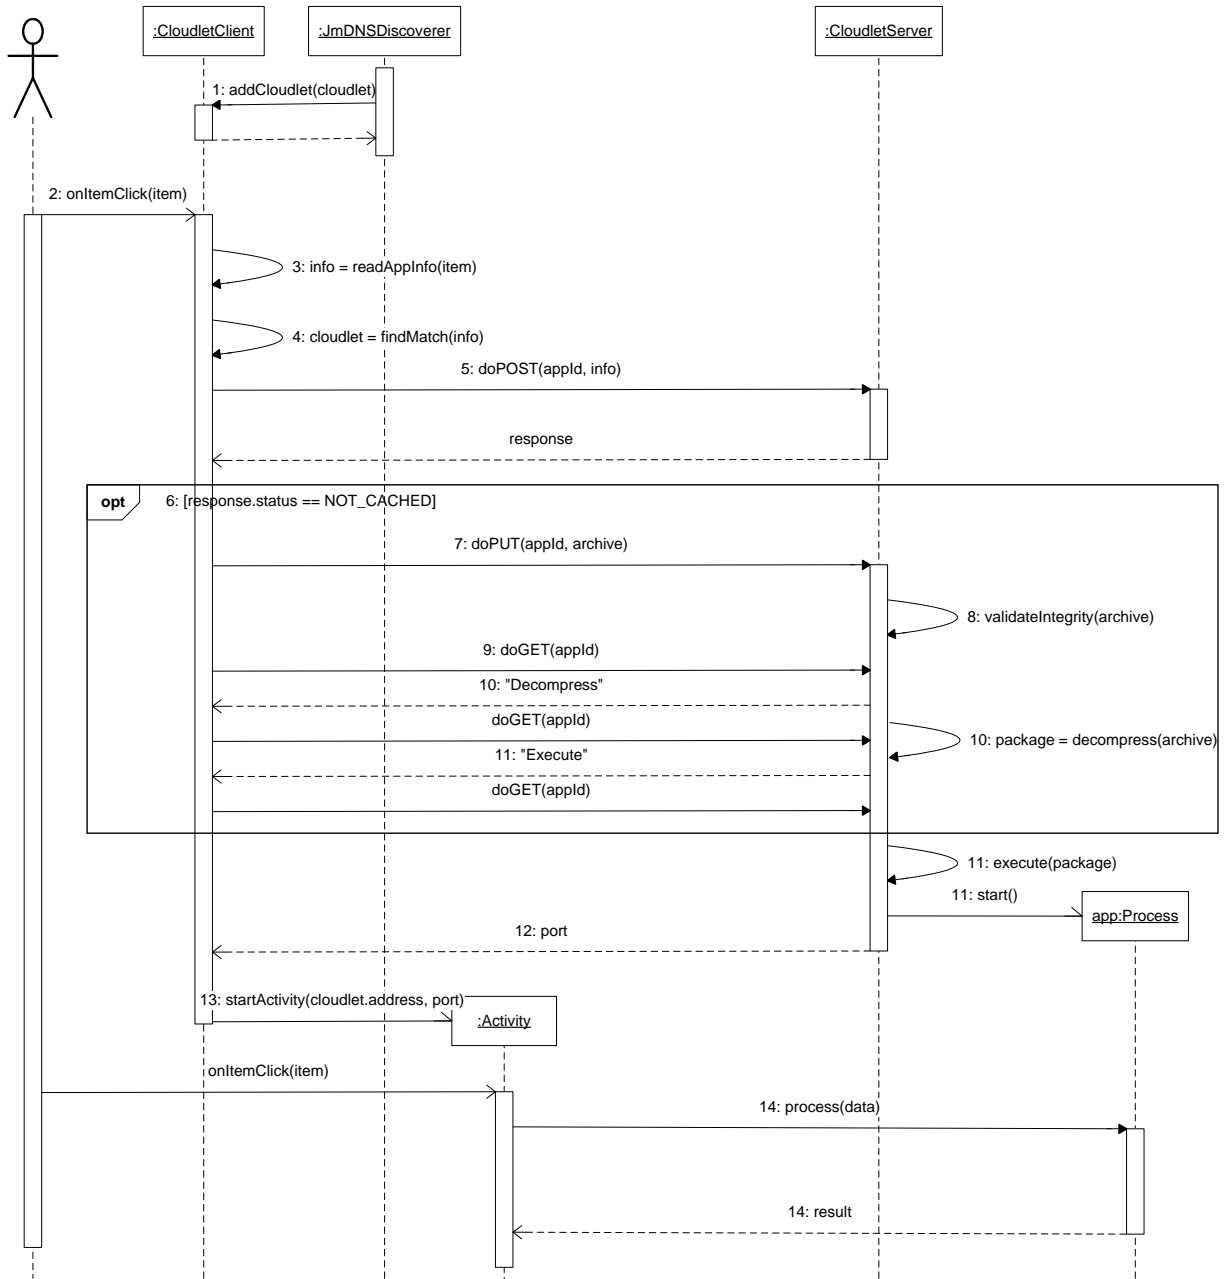 :CloudletClient
:JmDNSDiscoverer
:CloudletServer
1: addCloudlet(cloudlet)
2: onItemClick(item)
3: info = readAppInfo(item)
4: cloudlet = findMatch(info)
5: doPOST(appId, info)
response
opt
6: [response.status == NOT_CACHED]
7: doPUT(appId, archive)
8: validateIntegrity(archive)
9: doGET(appId)
10: "Decompress"
doGET(appId)
10: package = decompress(archive)
11: "Execute"
doGET(appId)
11: execute(package)
11: start()
app:Process
12: port
13: startActivity(cloudlet.address, port)
:Activity
onItemClick(item)
14: process(data)
14: result